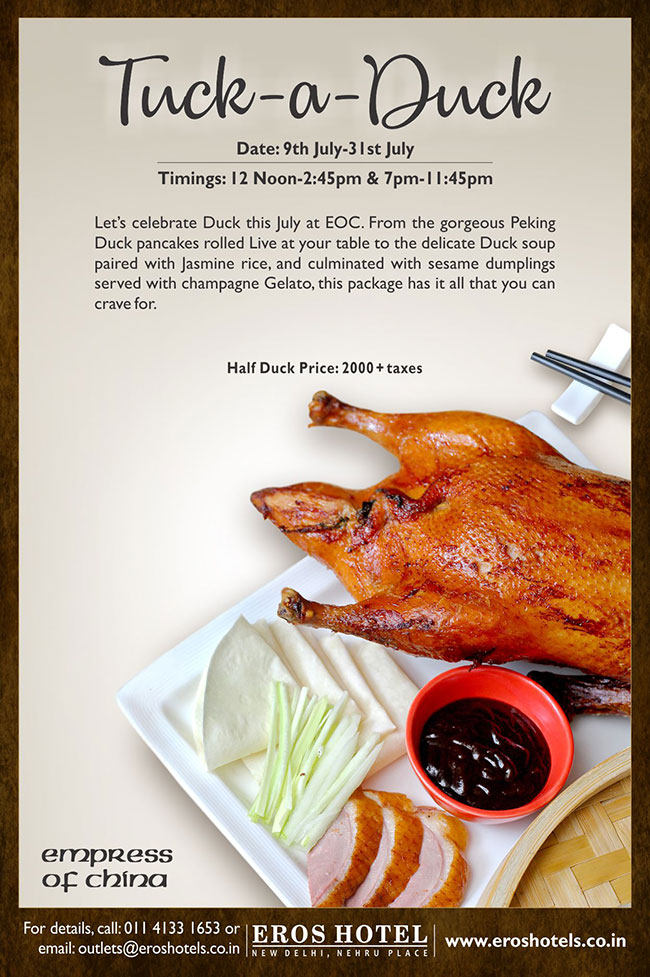 Tuck-a-Duck
Date: 9th July-31st July
Timings: 12 Noon-2:45pm & 7pm-11:45pm
Let's celebrate Duck this July at EOC. From the gorgeous Peking
Duck pancakes rolled Live at your table to the delicate Duck soup
paired with Jasmine rice, and culminated with sesame dumplings
served with champagne Gelato, this package has it all that you can
crave for.
Half Duck Price: 2000+taxes
empress
of china
For details, call: 011 4133 1653 or
email: outlets@eroshotels.co.in
EROS HOTEL
NEW DELHI, NEHRU PLACE
www.eroshotels.co.in